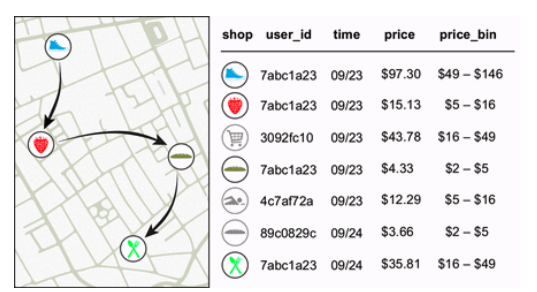 shop user_id time price price_bin
7abc1a23 09/23 $97.30 $49 – $146
7abc1a23 09/23 $15.13 $5 – $16
3092fc10 09/23 $43.78 $16 – $49
7abc1a23 09/23 $4.33 $2 – $5
4c7af72a 09/23 $12.29 $5 – $16
89c0829c 09/24 $3.66 $2 – $5
7abc1a23 09/24 $35.81 $16 – $49